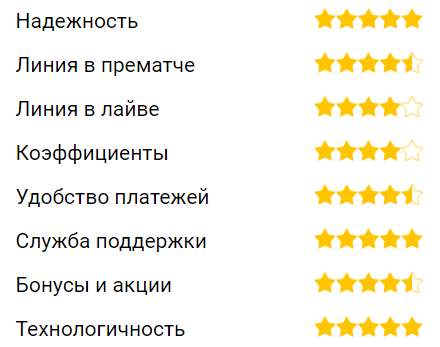 Надежность
Линия в прематче
Линия в лайве
Коэффициенты
Удобство платежей
Служба поддержки
Бонусы и акции
Технологичность